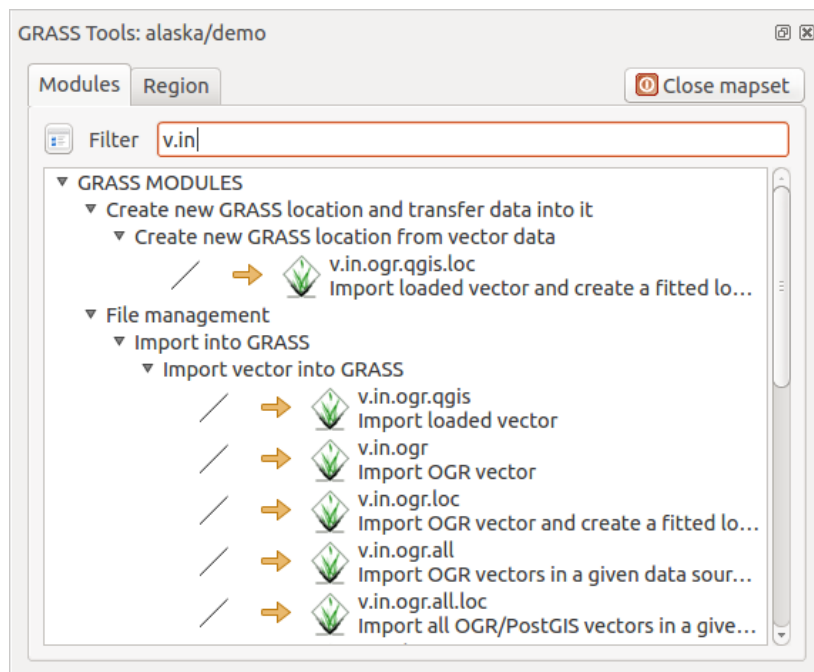 GRASS Tools: alaska/demo
Modules Region Close mapset
Filter v.in
GRASS MODULES
Create new GRASS location and transfer data into it
Create new GRASS location from vector data
v.in.ogr.qgis.loc
Import loaded vector and create a fitted lo...
File management
Import into GRASS
Import vector into GRASS
v.in.ogr.qgis
Import loaded vector
v.in.ogr
Import OGR vector
v.in.ogr.loc
Import OGR vector and create a fitted lo...
v.in.ogr.all
Import OGR vectors in a given data sour...
v.in.ogr.all.loc
Import all OGR/PostGIS vectors in a give...